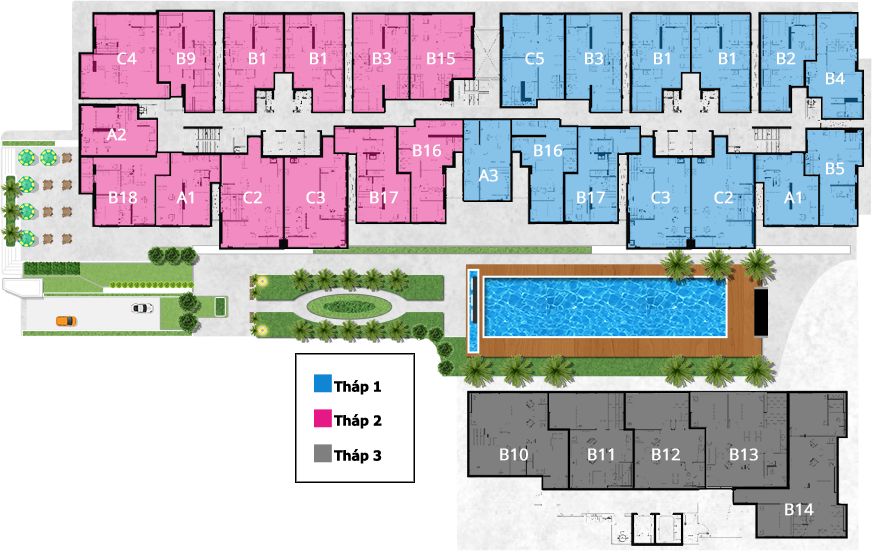 C4 B9 B1 B1 B3 B15 C5 B3 B1 B1 B2 B4
A2 B16 A3 B16 B5
B18 A1 C2 C3 B17 B17 C3 C2 A1
Tháp 1
Tháp 2
Tháp 3
B10 B11 B12 B13
B14